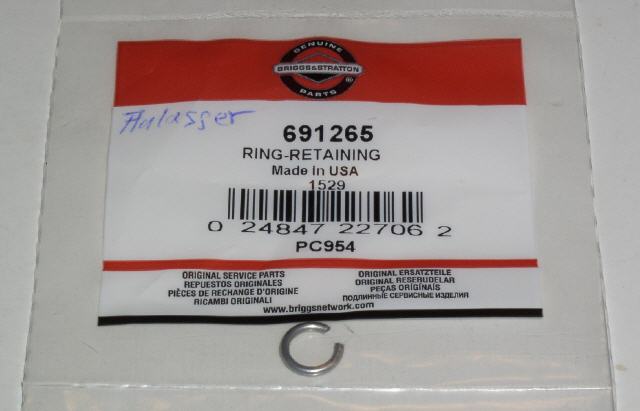 GENUINE
BRIGGS&STRATTON
®
PARTS
Anlasser
691265
RING-RETAINING
Made In USA
1529
0 24847 22706 2
PC954
ORIGINAL SERVICE PARTS
REPUESTOS ORIGINALES
PIÈCES DE RECHANGE D'ORIGINE
RICAMBI ORIGINALI
ORIGINAL ERSATZTEILE
ORIGINAL RESERUDELAR
PEÇAS ORIGINAIS
ПОДЛИННЫЕ СЕРВИСНЫЕ ИЗДЕЛИЯ
www.briggsnetwork.com